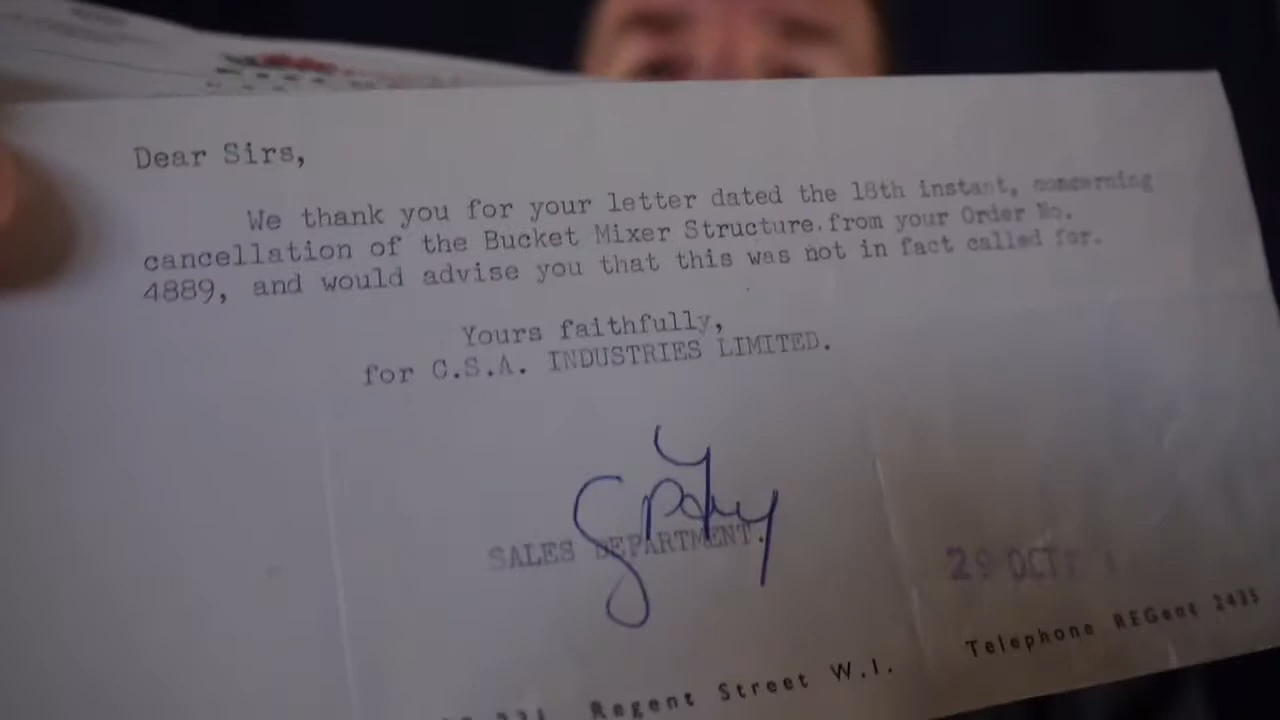 Dear Sirs,
We thank you for your letter dated the 18th instant, concerning
cancellation of the Bucket Mixer Structure.from your Order No.
4889, and would advise you that this was not in fact called for.
Yours faithfully,
for C.S.A. INDUSTRIES LIMITED.
SALES DEPARTMENT.
29 OCT
Telephone REGent 2435
Regent Street W.1.